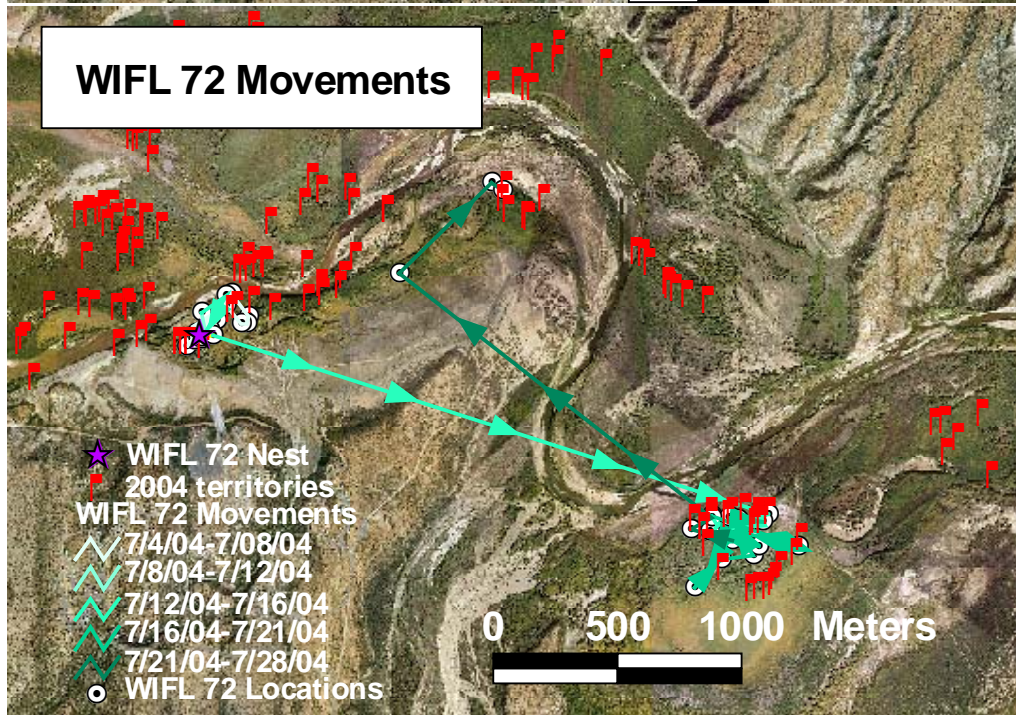 WIFL 72 Movements
WIFL 72 Nest
2004 territories
WIFL 72 Movements
7/4/04-7/08/04
7/8/04-7/12/04
7/12/04-7/16/04
7/16/04-7/21/04
7/21/04-7/28/04
WIFL 72 Locations
0 500 1000 Meters